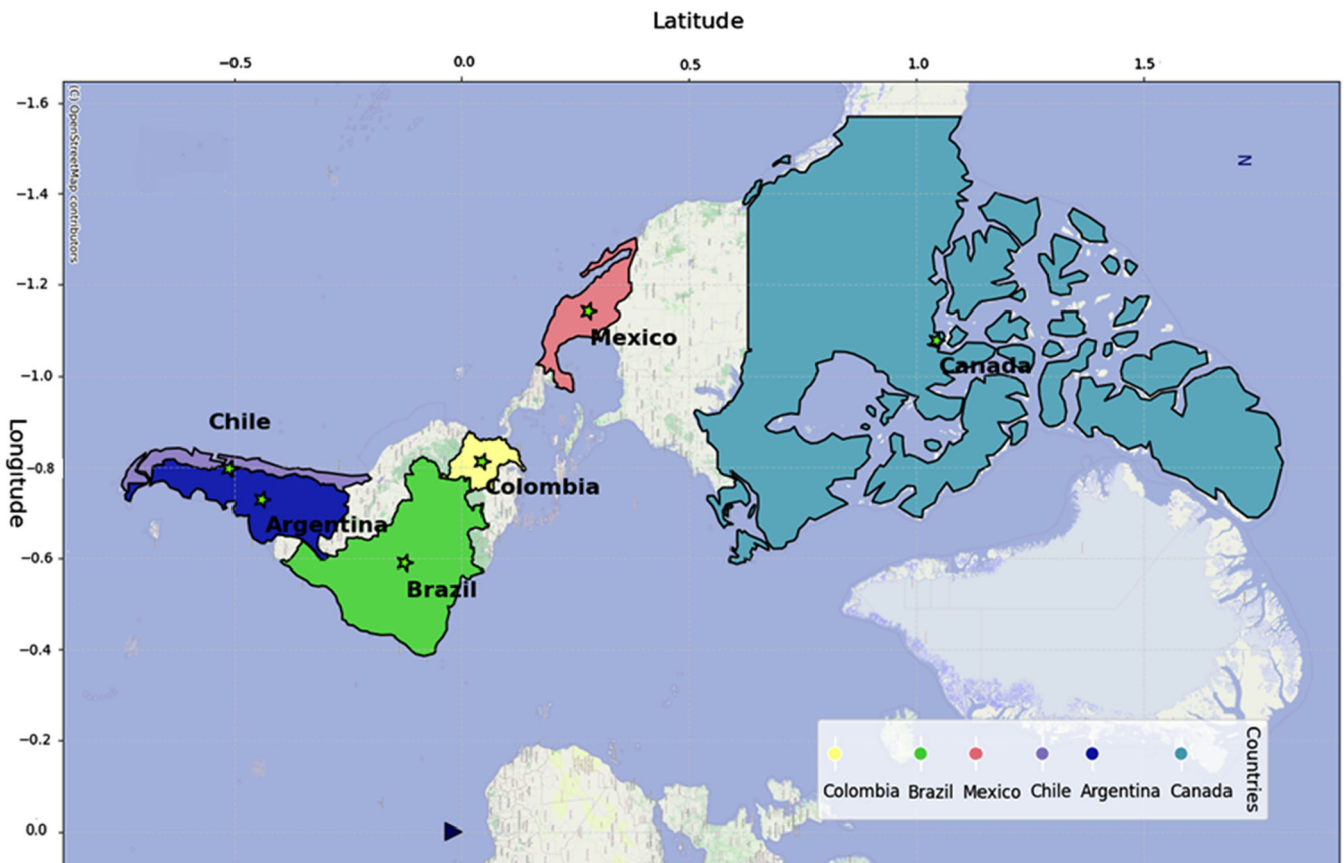 Latitude
−0.5 0.0 0.5 1.0 1.5
−1.6
−1.4
−1.2
−1.0
−0.8
−0.6
−0.4
−0.2
0.0
Longitude
(C) OpenStreetMap contributors
N
Mexico
Canada
Chile
Colombia
Argentina
Brazil
Countries
Colombia Brazil Mexico Chile Argentina Canada